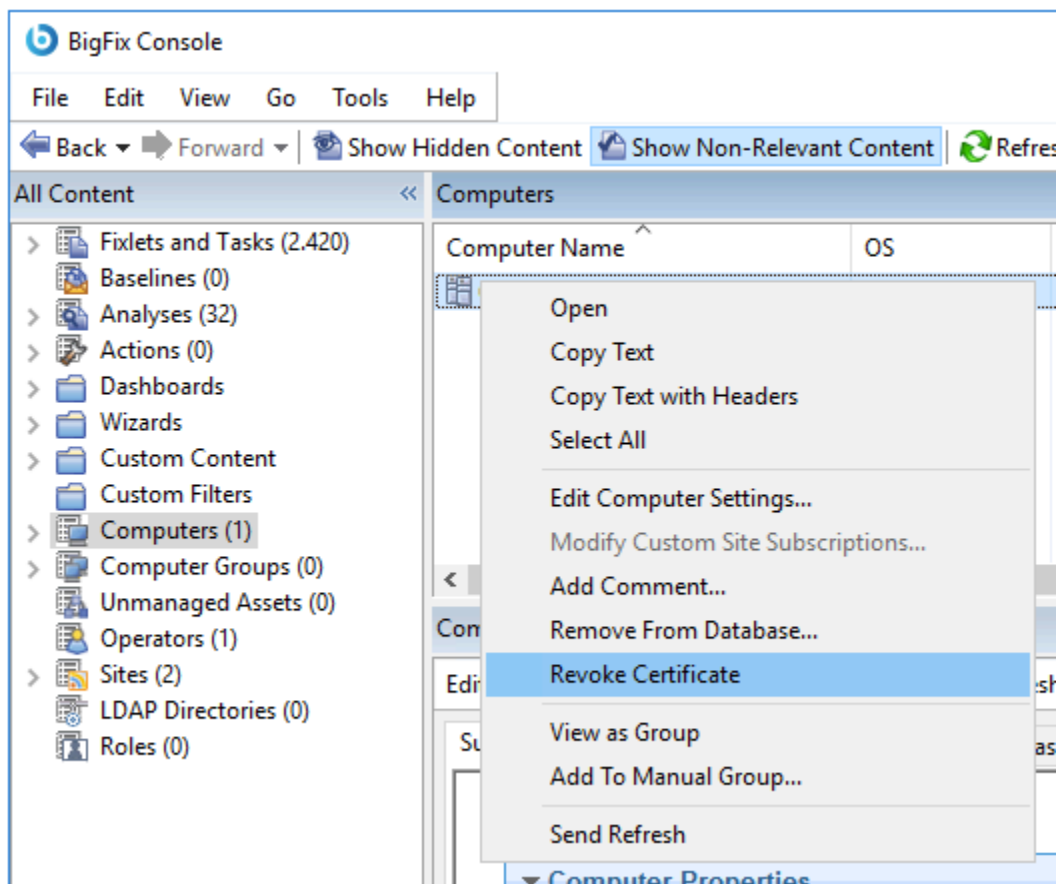 BigFix Console
File Edit View Go Tools Help
Back Forward Show Hidden Content Show Non-Relevant Content
All Content
Fixlets and Tasks (2.420)
Baselines (0)
Analyses (32)
Actions (0)
Dashboards
Wizards
Custom Content
Custom Filters
Computers (1)
Computer Groups (0)
Unmanaged Assets (0)
Operators (1)
Sites (2)
LDAP Directories (0)
Roles (0)
Computers
Computer Name OS
Open
Copy Text
Copy Text with Headers
Select All
Edit Computer Settings...
Modify Custom Site Subscriptions...
Add Comment...
Remove From Database...
Revoke Certificate
View as Group
Add To Manual Group...
Send Refresh
Computer Properties